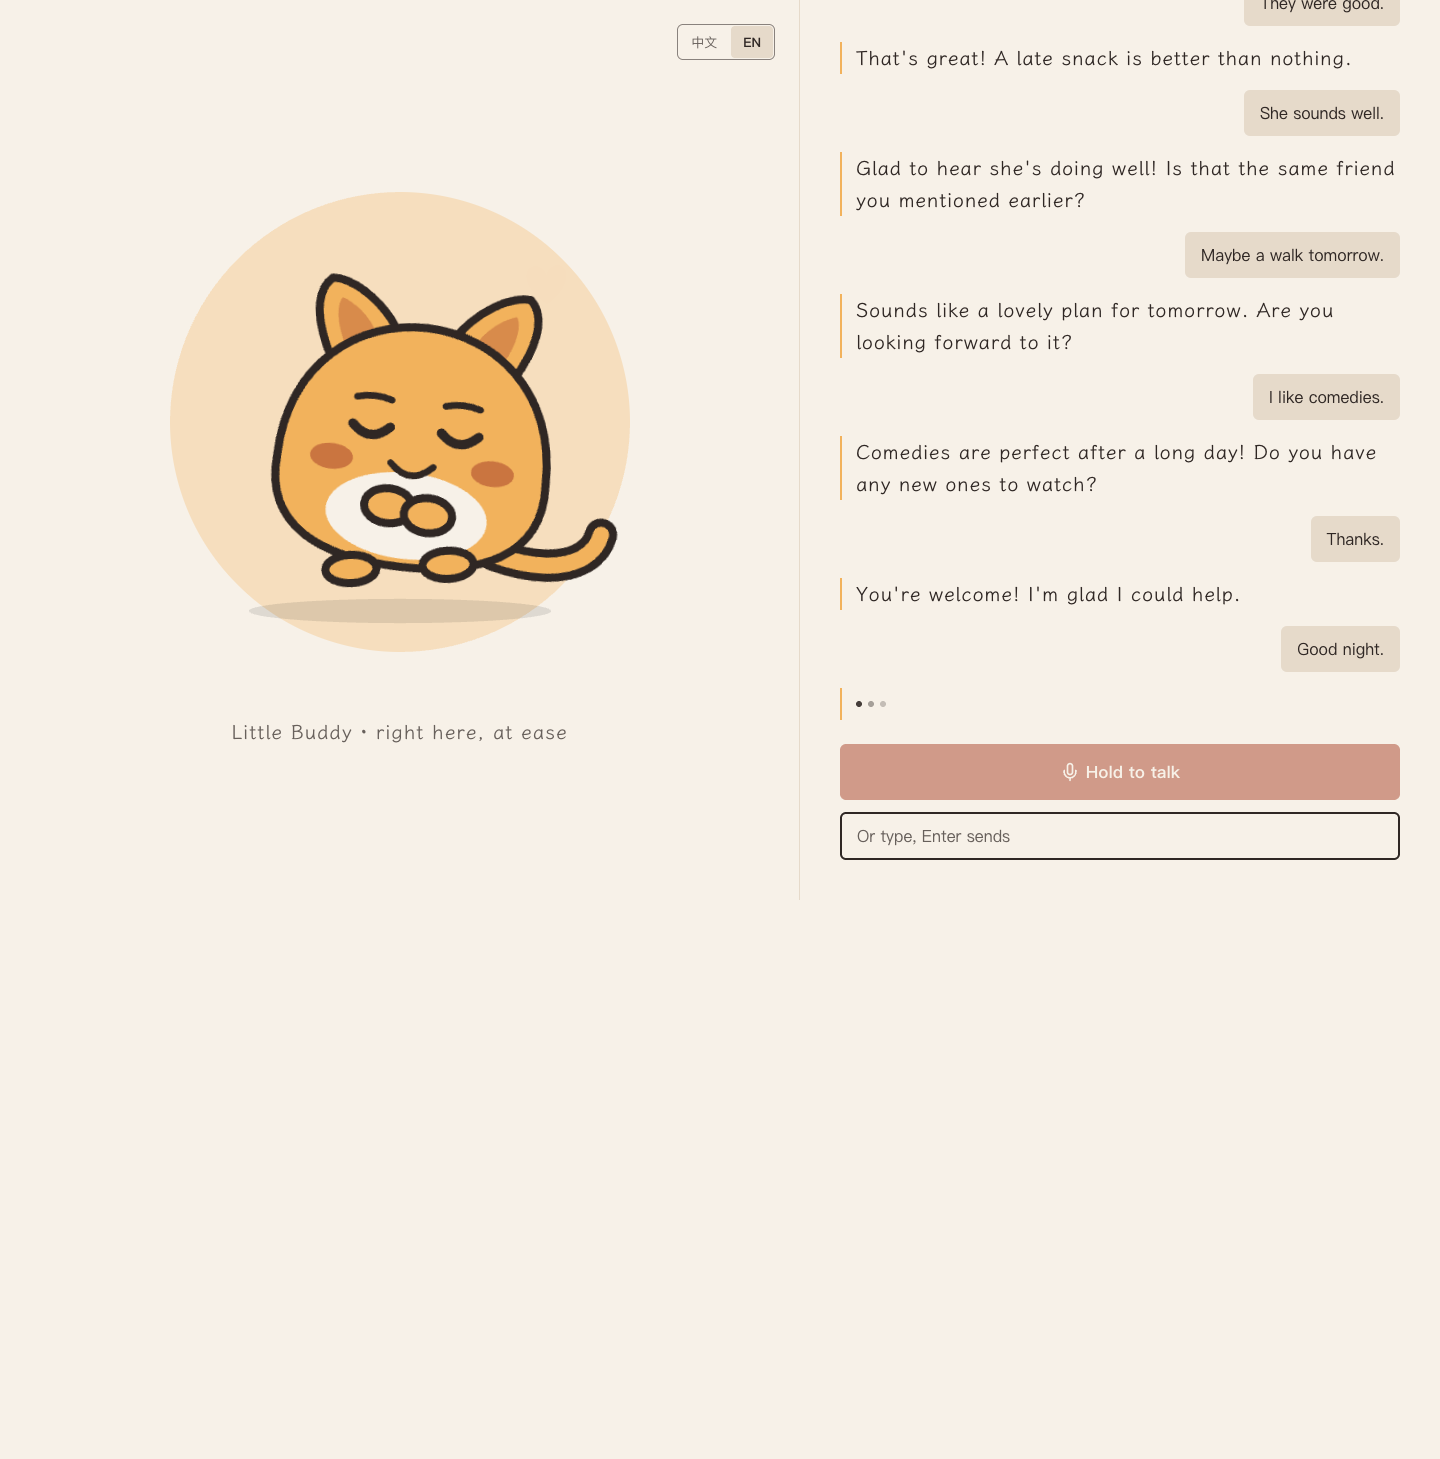 中文 EN
Little Buddy • right here, at ease
They were good.
That's great! A late snack is better than nothing.
She sounds well.
Glad to hear she's doing well! Is that the same friend
you mentioned earlier?
Maybe a walk tomorrow.
Sounds like a lovely plan for tomorrow. Are you
looking forward to it?
I like comedies.
Comedies are perfect after a long day! Do you have
any new ones to watch?
Thanks.
You're welcome! I'm glad I could help.
Good night.
Hold to talk
Or type, Enter sends